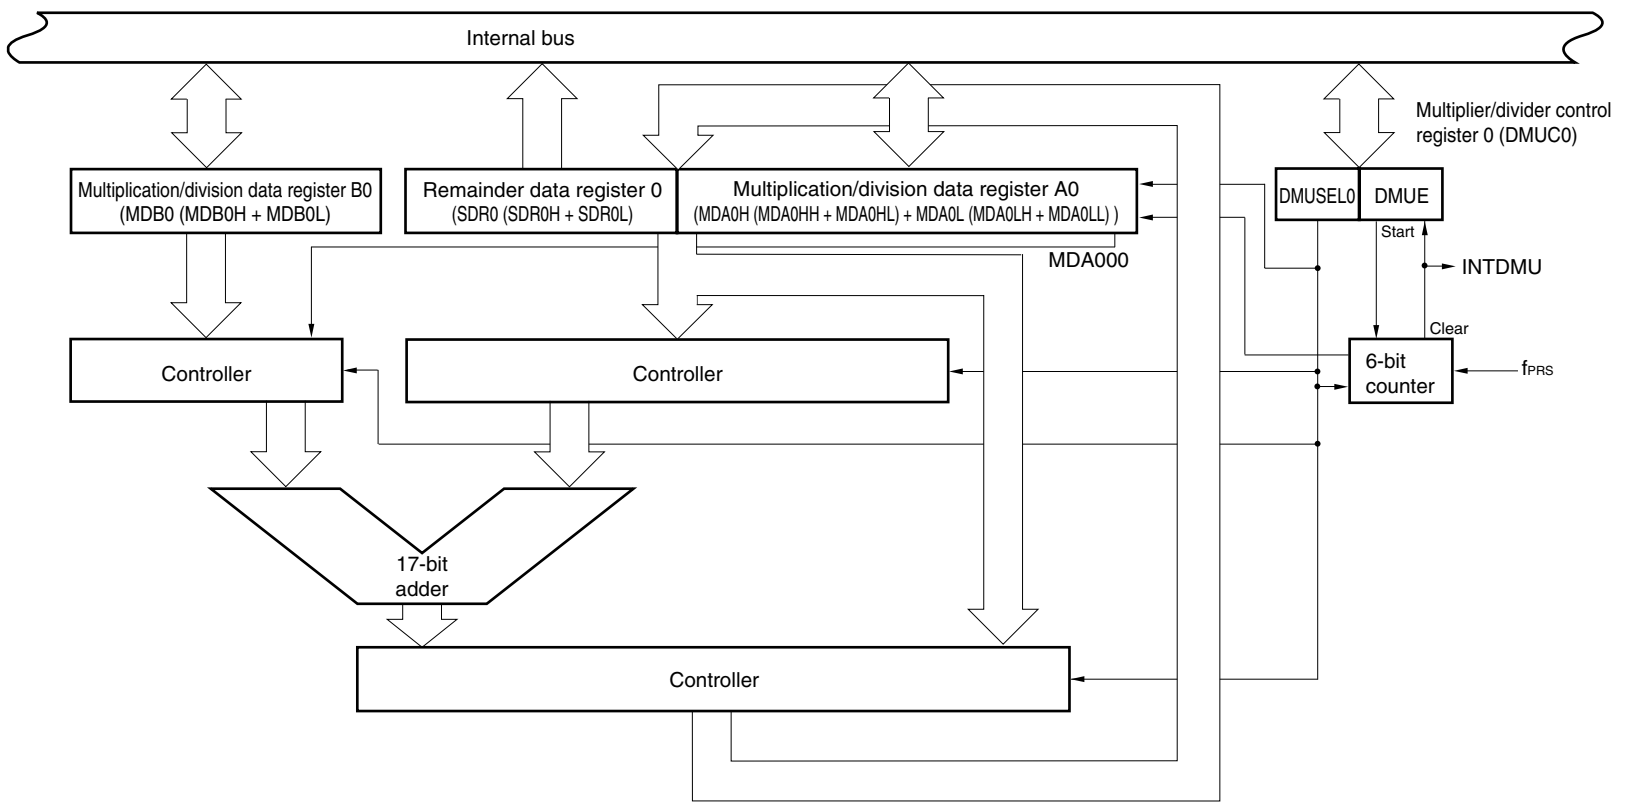 Internal bus
Multiplier/divider control
register 0 (DMUC0)
Multiplication/division data register B0
(MDB0 (MDB0H + MDB0L)
Remainder data register 0
(SDR0 (SDR0H + SDR0L)
Multiplication/division data register A0
(MDA0H (MDA0HH + MDA0HL) + MDA0L (MDA0LH + MDA0LL) )
DMUSEL0
DMUE
Start
MDA000
INTDMU
Clear
Controller
Controller
6-bit
counter
fPRS
17-bit
adder
Controller